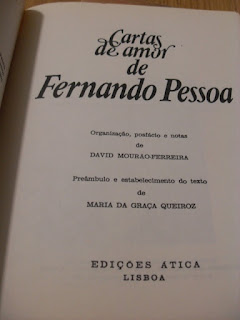 Cartas
de amor
de
Fernando Pessoa
Organização, posfácio e notas
de
DAVID MOURÃO-FERREIRA
Preâmbulo e estabelecimento do texto
de
MARIA DA GRAÇA QUEIROZ
EDIÇÕES ÁTICA
LISBOA